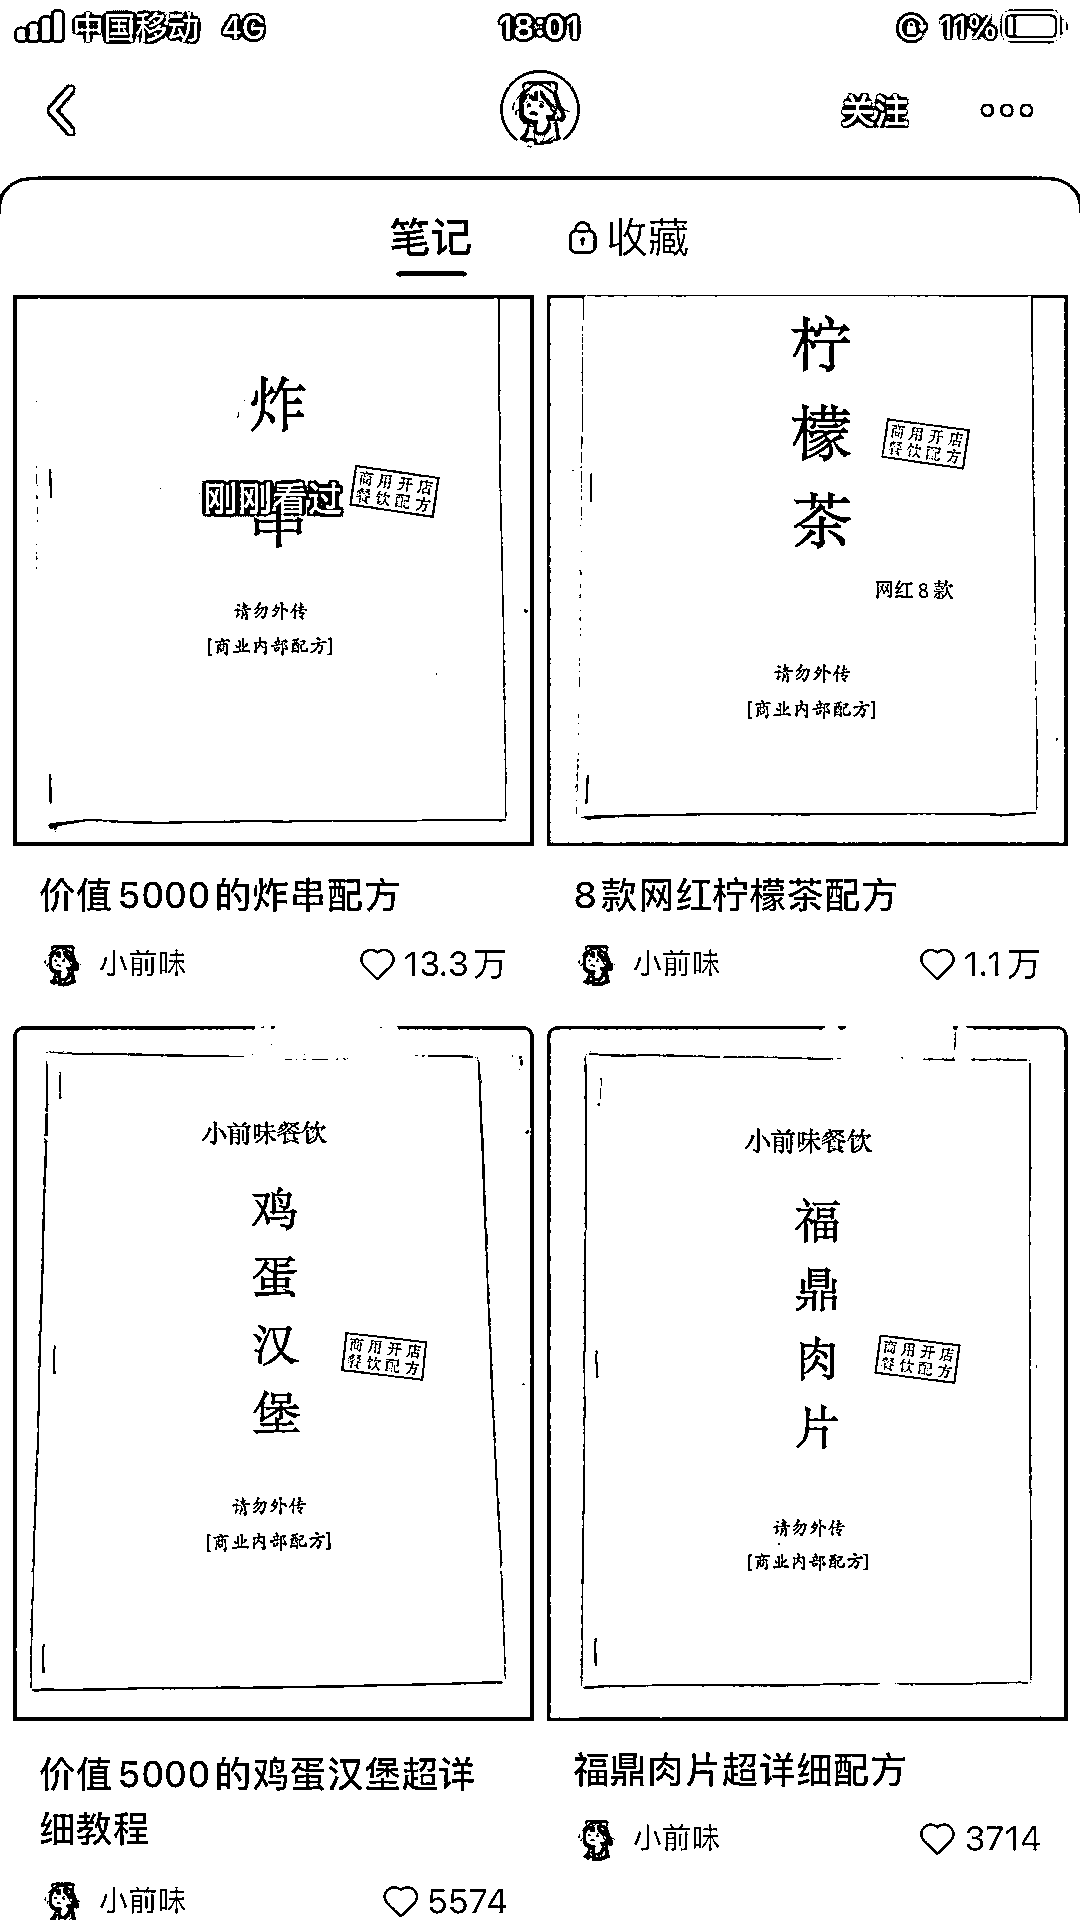 中国移动 4G 18:01 11%
关注
笔记 收藏
炸
串
刚刚看过
商用开店
餐饮配方
请勿外传
[商业内部配方]
价值5000的炸串配方
小前味 13.3万
柠
檬
茶
商用开店
餐饮配方
网红8款
请勿外传
[商业内部配方]
8款网红柠檬茶配方
小前味 1.1万
小前味餐饮
鸡
蛋
汉
堡
商用开店
餐饮配方
请勿外传
[商业内部配方]
价值5000的鸡蛋汉堡超详
细教程
小前味 5574
小前味餐饮
福
鼎
肉
片
商用开店
餐饮配方
请勿外传
[商业内部配方]
福鼎肉片超详细配方
小前味 3714